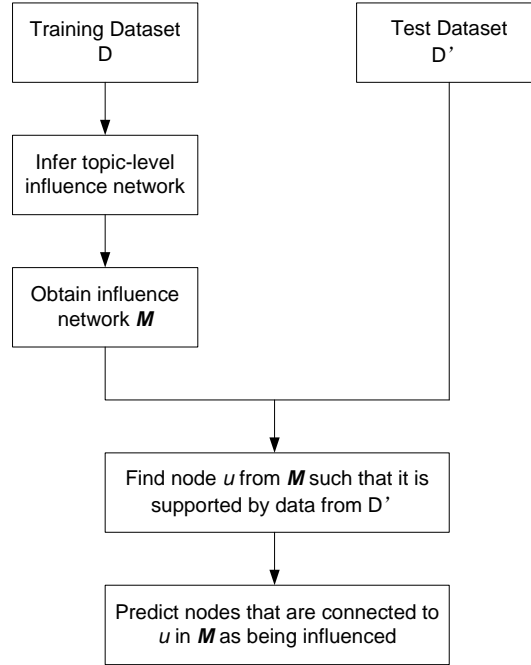 Training Dataset
D
Test Dataset
D’
Infer topic-level
influence network
Obtain influence
network M
Find node u from M such that it is
supported by data from D’
Predict nodes that are connected to
u in M as being influenced